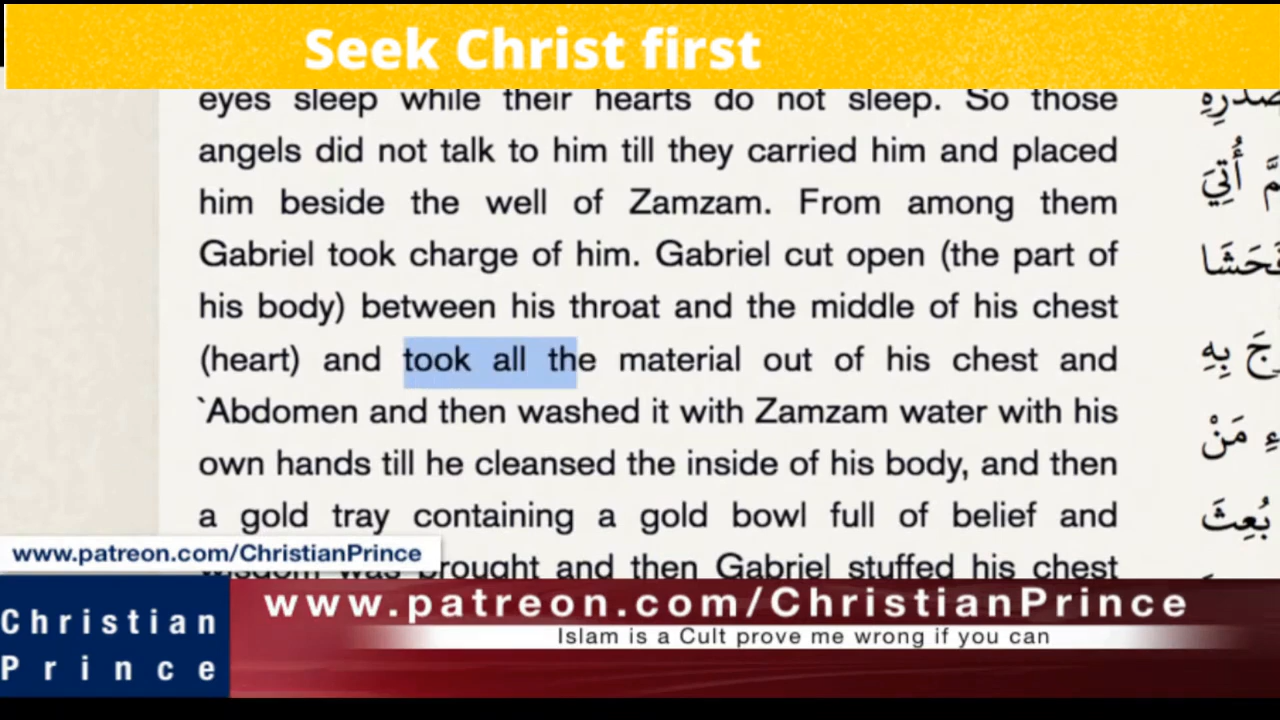 Seek Christ first
eyes sleep while their hearts do not sleep. So those
angels did not talk to him till they carried him and placed
him beside the well of Zamzam. From among them
Gabriel took charge of him. Gabriel cut open (the part of
his body) between his throat and the middle of his chest
(heart) and took all the material out of his chest and
`Abdomen and then washed it with Zamzam water with his
own hands till he cleansed the inside of his body, and then
a gold tray containing a gold bowl full of belief and
wisdom was brought and then Gabriel stuffed his chest
أُتِيَ
مَنْ
بُعِثَ
www.patreon.com/ChristianPrince
Christian
Prince
www.patreon.com/ChristianPrince
Islam is a Cult prove me wrong if you can